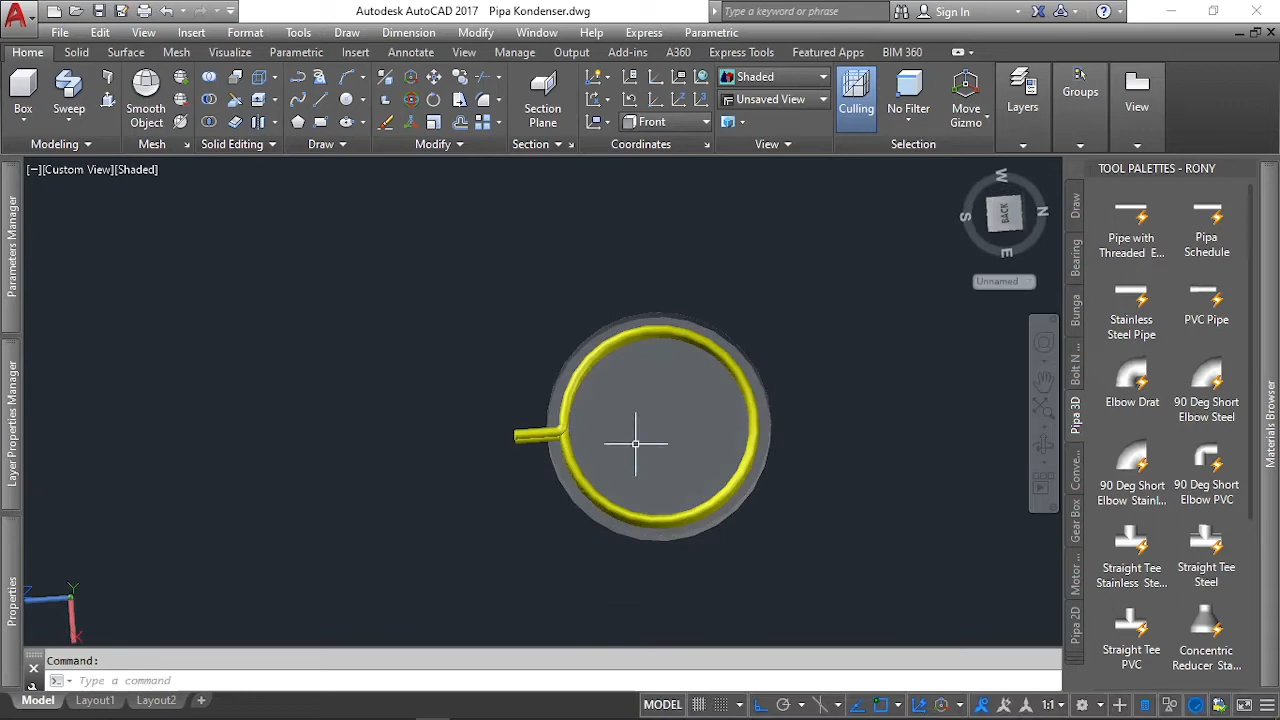 Autodesk AutoCAD 2017 Pipa Kondenser.dwg
Type a keyword or phrase
Sign In
File Edit View Insert Format Tools Draw Dimension Modify Window Help Express Parametric
Home Solid Surface Mesh Visualize Parametric Insert Annotate View Manage Output Add-ins A360 Express Tools Featured Apps BIM 360
Box
Sweep
Smooth
Object
Section
Plane
Shaded
Unsaved View
Front
Culling
No Filter
Move
Gizmo
Layers
Groups
View
Modeling
Mesh
Solid Editing
Draw
Modify
Section
Coordinates
View
Selection
[−][Custom View][Shaded]
W
S
N
E
BACK
Unnamed
Parameters Manager
Layer Properties Manager
Properties
Z
Y
X
TOOL PALETTES - RONY
Draw
Bearing
Bunga
Bolt N ...
Pipa 3D
Conve...
Gear Box
Motor ...
Pipa 2D
Pipe with
Threaded E...
Pipa
Schedule
Stainless
Steel Pipe
PVC Pipe
Elbow Drat
90 Deg Short
Elbow Steel
90 Deg Short
Elbow Stainl...
90 Deg Short
Elbow PVC
Straight Tee
Stainless Ste...
Straight Tee
Steel
Straight Tee
PVC
Concentric
Reducer Sta...
Materials Browser
Command:
Type a command
Model Layout1 Layout2 +
MODEL
1:1